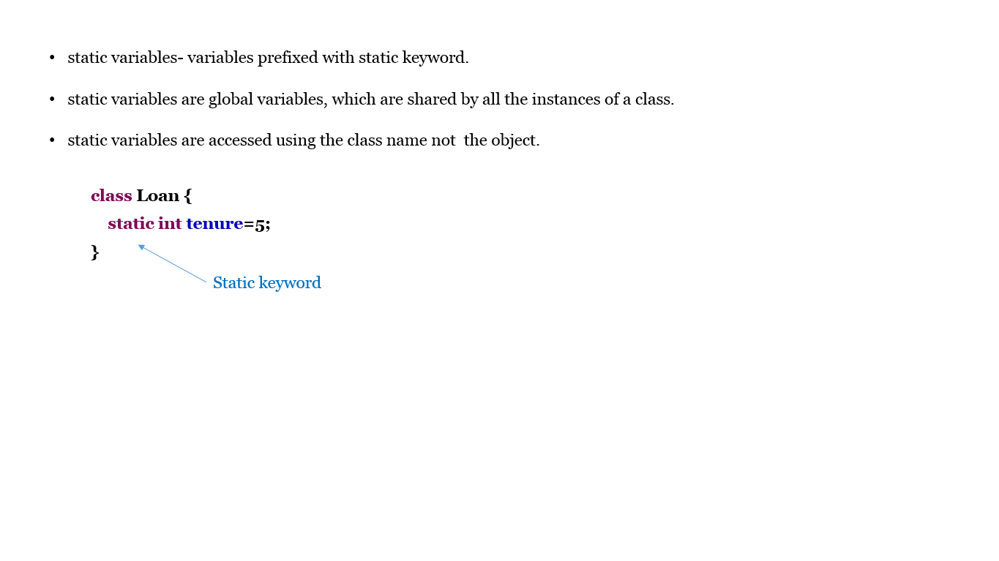 • static variables- variables prefixed with static keyword.
• static variables are global variables, which are shared by all the instances of a class.
• static variables are accessed using the class name not  the object.
class Loan {
static int tenure=5;
}
Static keyword